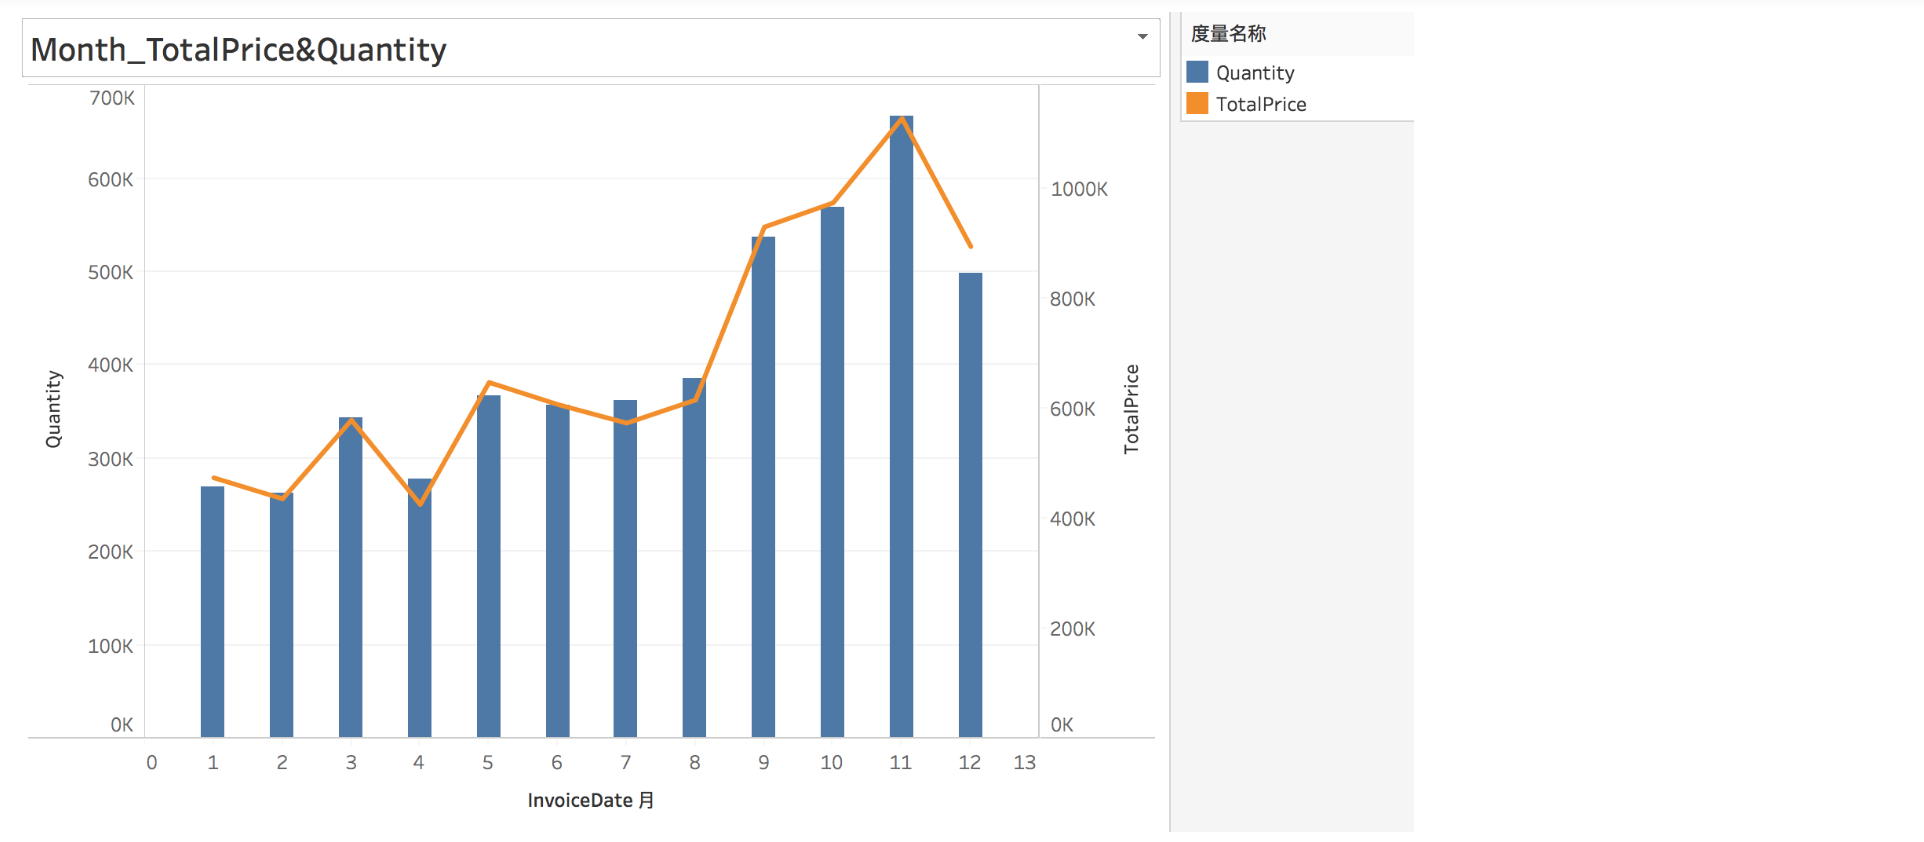 Month_TotalPrice&Quantity
度量名称
Quantity
TotalPrice
700K
600K
500K
400K
300K
200K
100K
0K
Quantity
1000K
800K
600K
400K
200K
0K
TotalPrice
0 1 2 3 4 5 6 7 8 9 10 11 12 13
InvoiceDate 月